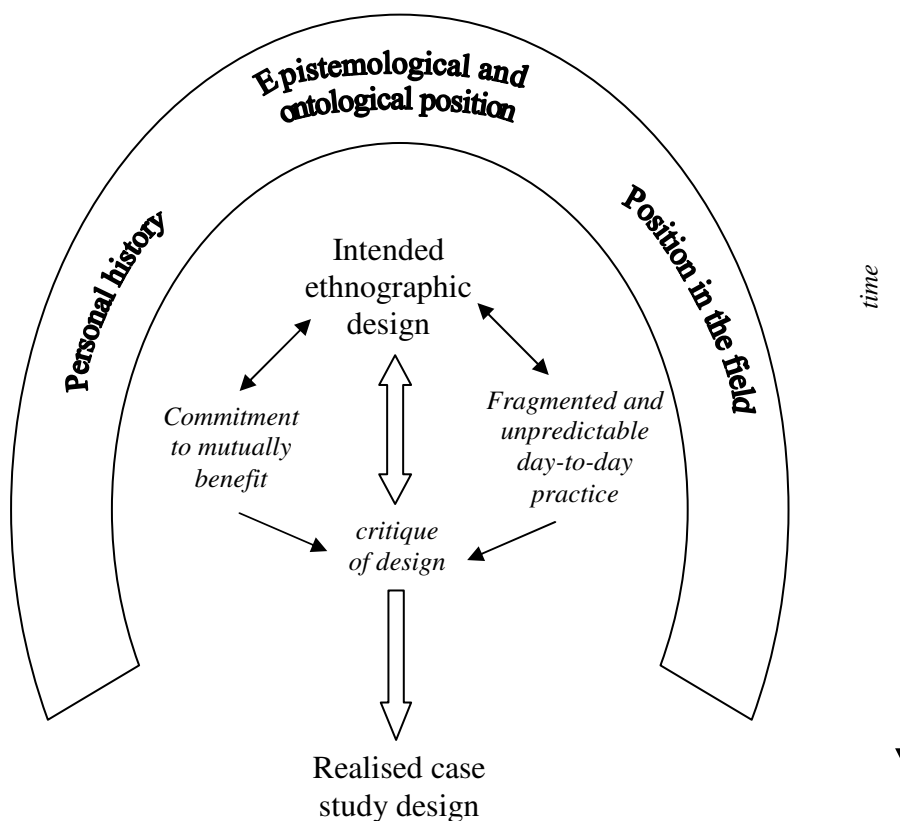 Epistemological and
ontological position
Personal history
Position in the field
time
Intended
ethnographic
design
Commitment
to mutually
benefit
Fragmented and
unpredictable
day-to-day
practice
critique
of design
Realised case
study design